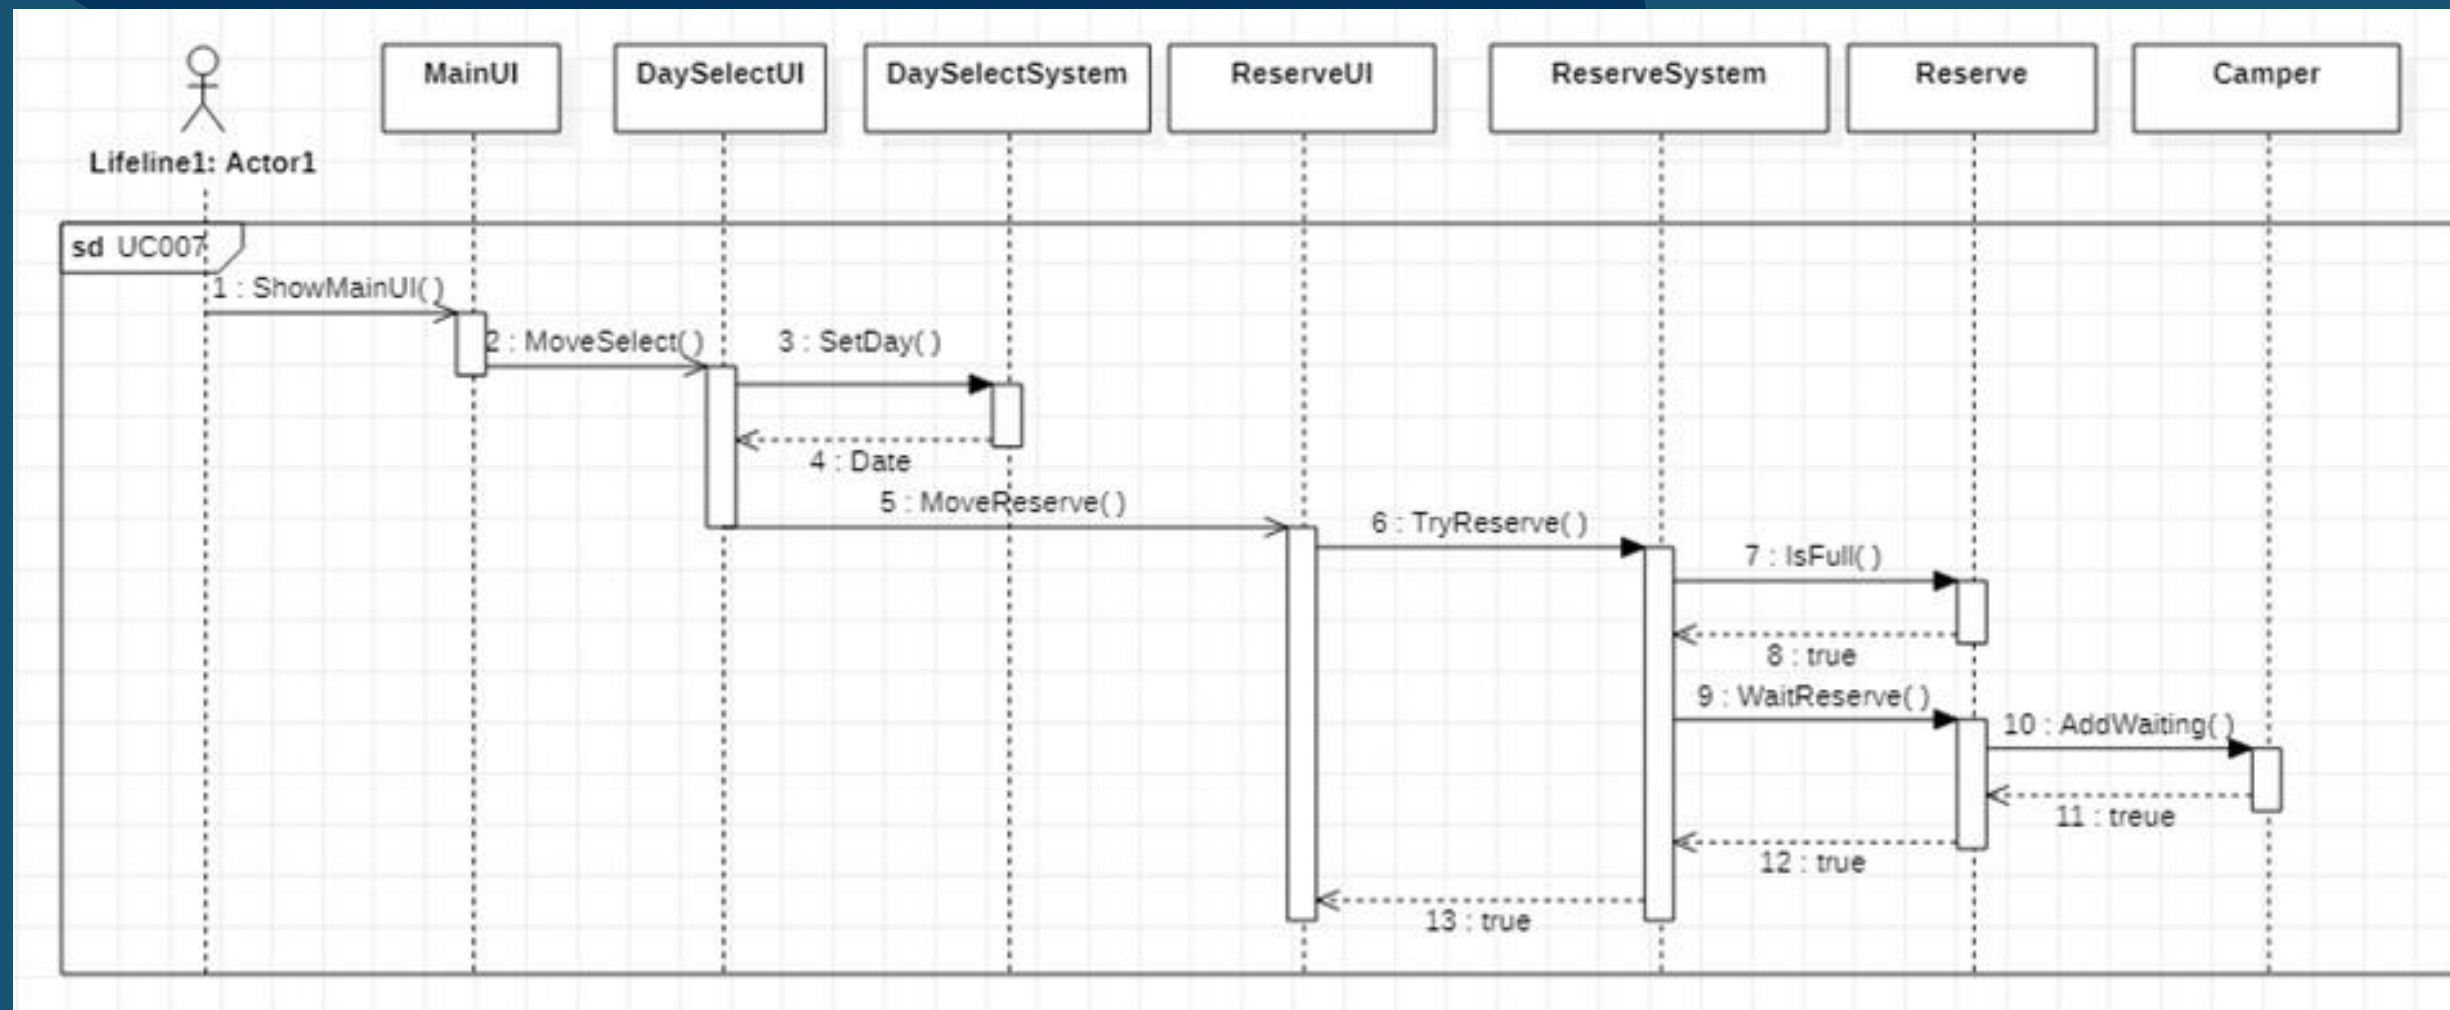 MainUI
DaySelectUI
DaySelectSystem
ReserveUI
ReserveSystem
Reserve
Camper
Lifeline1: Actor1
sd UC007
1 : ShowMainUI( )
2 : MoveSelect( )
3 : SetDay( )
4 : Date
5 : MoveReserve( )
6 : TryReserve( )
7 : IsFull( )
8 : true
9 : WaitReserve( )
10 : AddWaiting( )
11 : treue
12 : true
13 : true